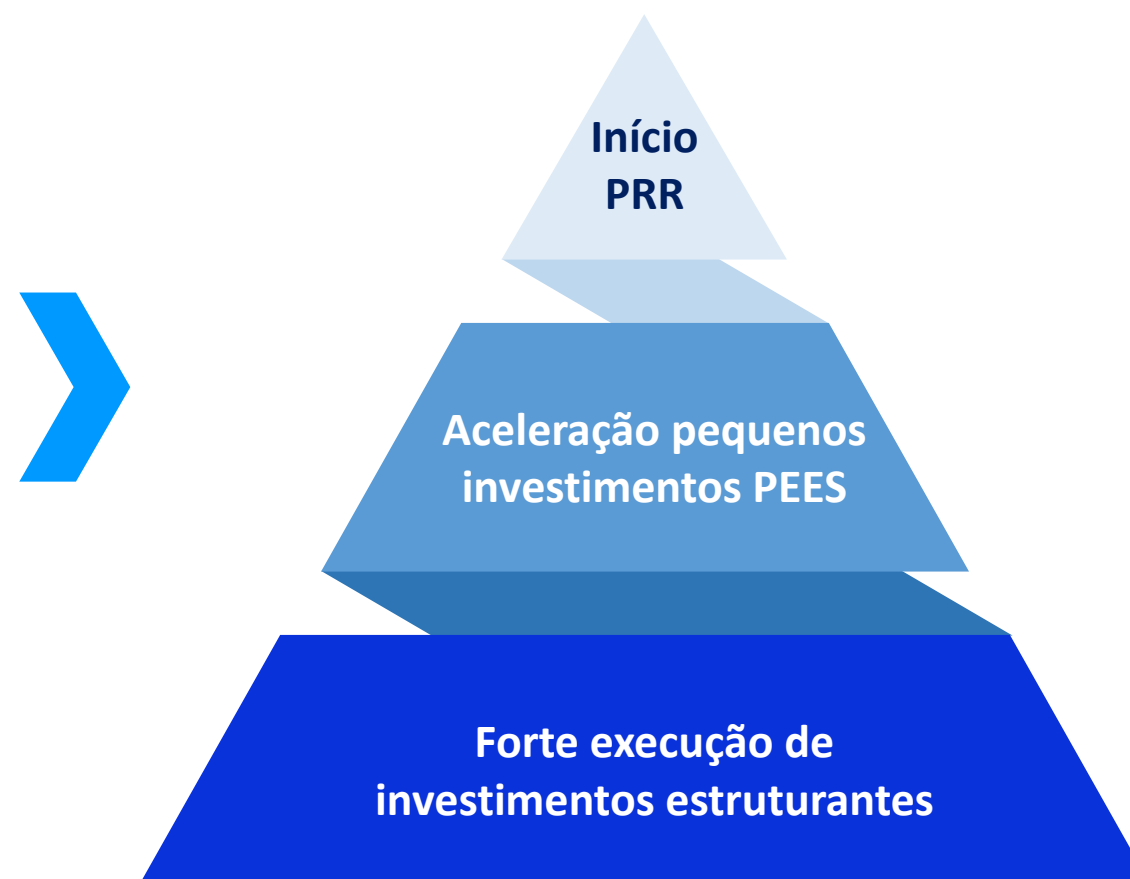 Início
PRR
Aceleração pequenos
investimentos PEES
Forte execução de
investimentos estruturantes